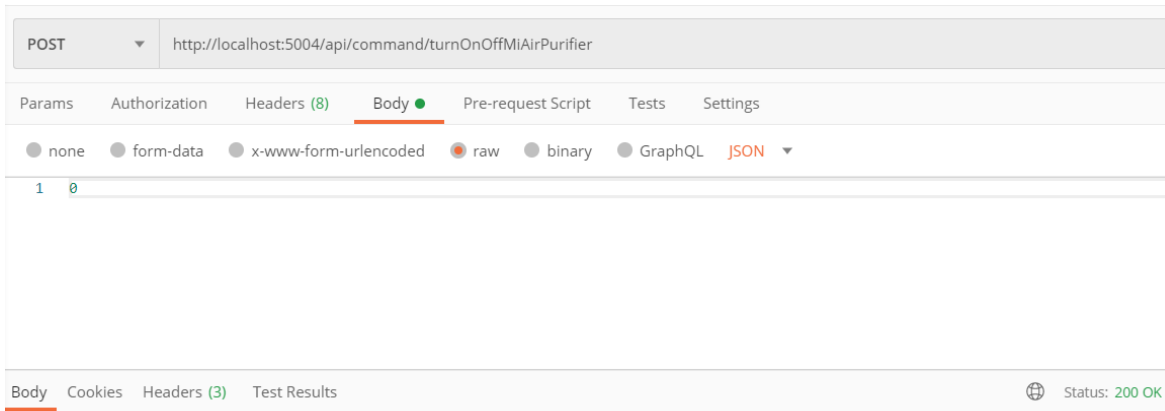 POST http://localhost:5004/api/command/turnOnOffMiAirPurifier
Params Authorization Headers (8) Body Pre-request Script Tests Settings
none form-data x-www-form-urlencoded raw binary GraphQL JSON
1 0
Body Cookies Headers (3) Test Results Status: 200 OK